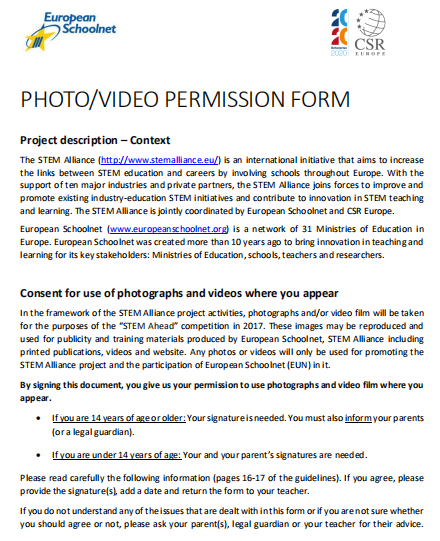 European
Schoolnet
2020
CSR
EUROPE
PHOTO/VIDEO PERMISSION FORM
Project description – Context
The STEM Alliance (http://www.stemalliance.eu/) is an international initiative that aims to increase
the links between STEM education and careers by involving schools throughout Europe. With the
support of ten major industries and private partners, the STEM Alliance joins forces to improve and
promote existing industry-education STEM initiatives and contribute to innovation in STEM teaching
and learning. The STEM Alliance is jointly coordinated by European Schoolnet and CSR Europe.
European Schoolnet (www.europeanschoolnet.org) is a network of 31 Ministries of Education in
Europe. European Schoolnet was created more than 10 years ago to bring innovation in teaching and
learning for its key stakeholders: Ministries of Education, schools, teachers and researchers.
Consent for use of photographs and videos where you appear
In the framework of the STEM Alliance project activities, photographs and/or video film will be taken
for the purposes of the “STEM Ahead” competition in 2017. These images may be reproduced and
used for publicity and training materials produced by European Schoolnet, STEM Alliance including
printed publications, videos and website. Any photos or videos will only be used for promoting the
STEM Alliance project and the participation of European Schoolnet (EUN) in it.
By signing this document, you give us your permission to use photographs and video film where you
appear.
• If you are 14 years of age or older: Your signature is needed. You must also inform your parents
(or a legal guardian).
• If you are under 14 years of age: Your and your parent’s signatures are needed.
Please read carefully the following information (pages 16-17 of the guidelines). If you agree, please
provide the signature(s), add a date and return the form to your teacher.
If you do not understand any of the issues that are dealt with in this form or if you are not sure whether
you should agree or not, please ask your parent(s), legal guardian or your teacher for their advice.